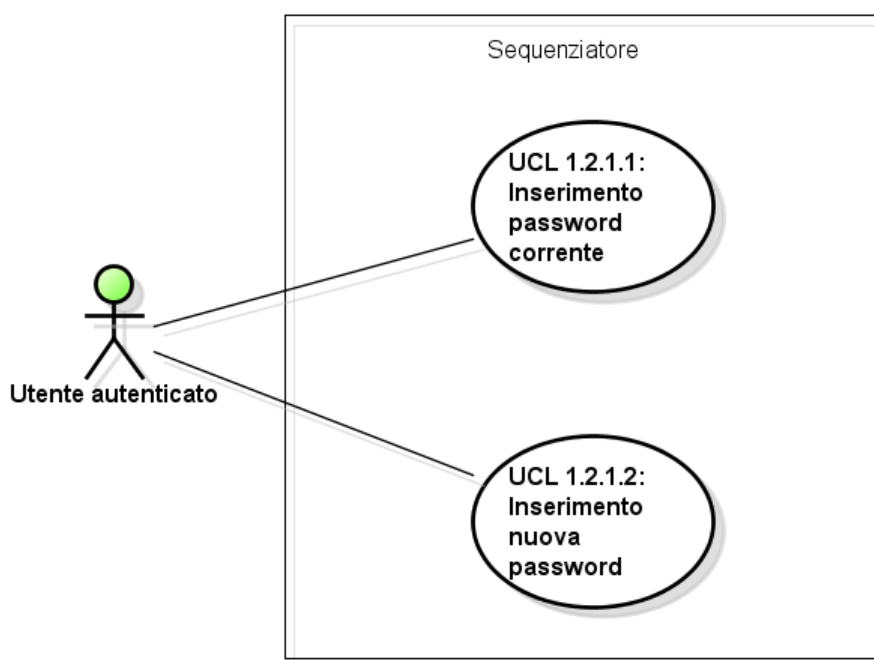 Sequenziatore
UCL 1.2.1.1:
Inserimento
password
corrente
Utente autenticato
UCL 1.2.1.2:
Inserimento
nuova
password